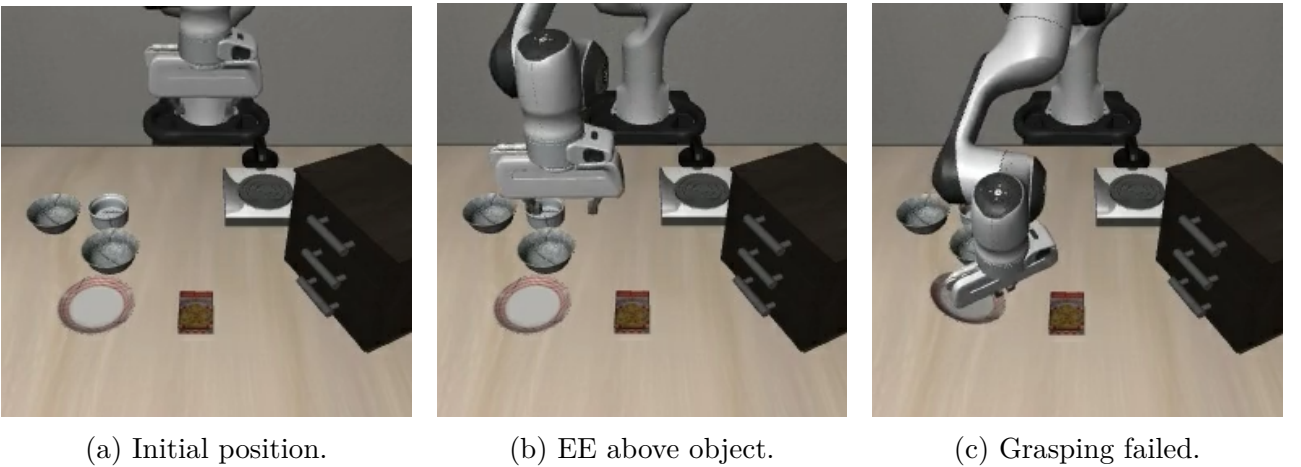 (a) Initial position.
(b) EE above object.
(c) Grasping failed.